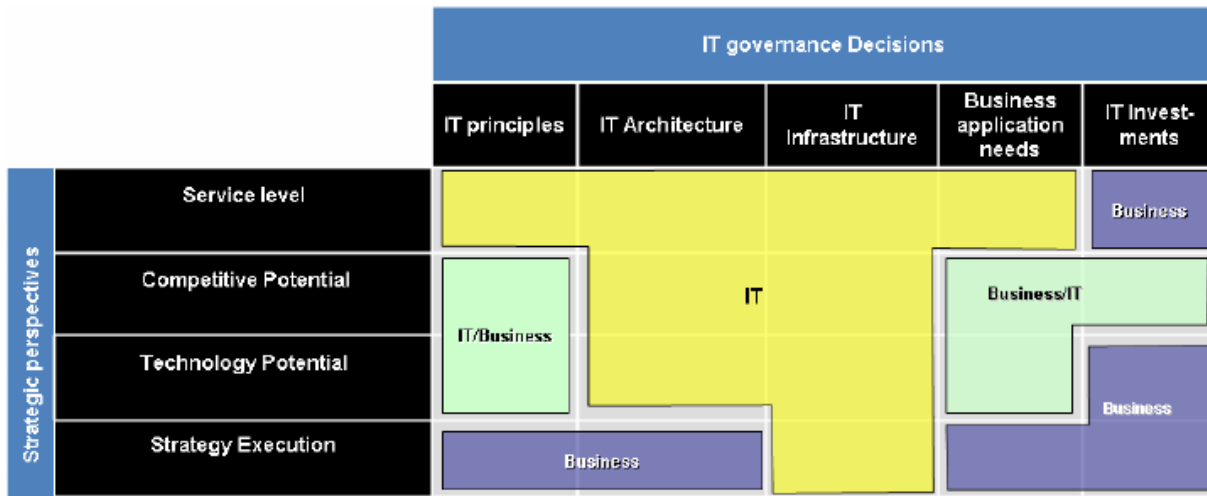 IT governance Decisions
IT principles
IT Architecture
IT
Infrastructure
Business
application
needs
IT Invest-
ments
Strategic perspectives
Service level
Business
Competitive Potential
IT
Business/IT
IT/Business
Technology Potential
Business
Strategy Execution
Business